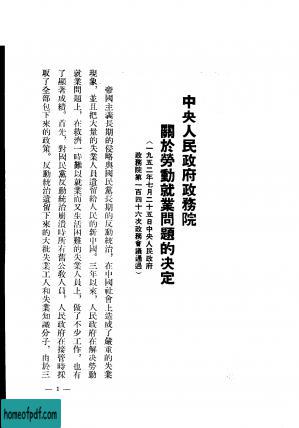 中央人民政府政務院
關於勞動就業問題的决定
（一九五二年七月二十五日中央人民政府
政務院第一百四十六次政務會議通過）
帝國主義長期的侵略與國民黨長期的反動統治，在中國社會上造成了嚴重的失業
現象，並且把大量的失業人員遺留給人民的新中國。三年以來，人民政府在解決勞動
就業問題上，在救濟一時難以就業而又生活困難的失業人員上，做了不少工作，也有
了顯著成績。首先，對國民黨反動統治崩潰時所有舊公教人員，人民政府在接管時採
取了全部包下來的政策。反動統治遺留下來的大批失業工人和失業知識分子，由於三
— 1 —
homeofpdf.com
homeofpdf.com